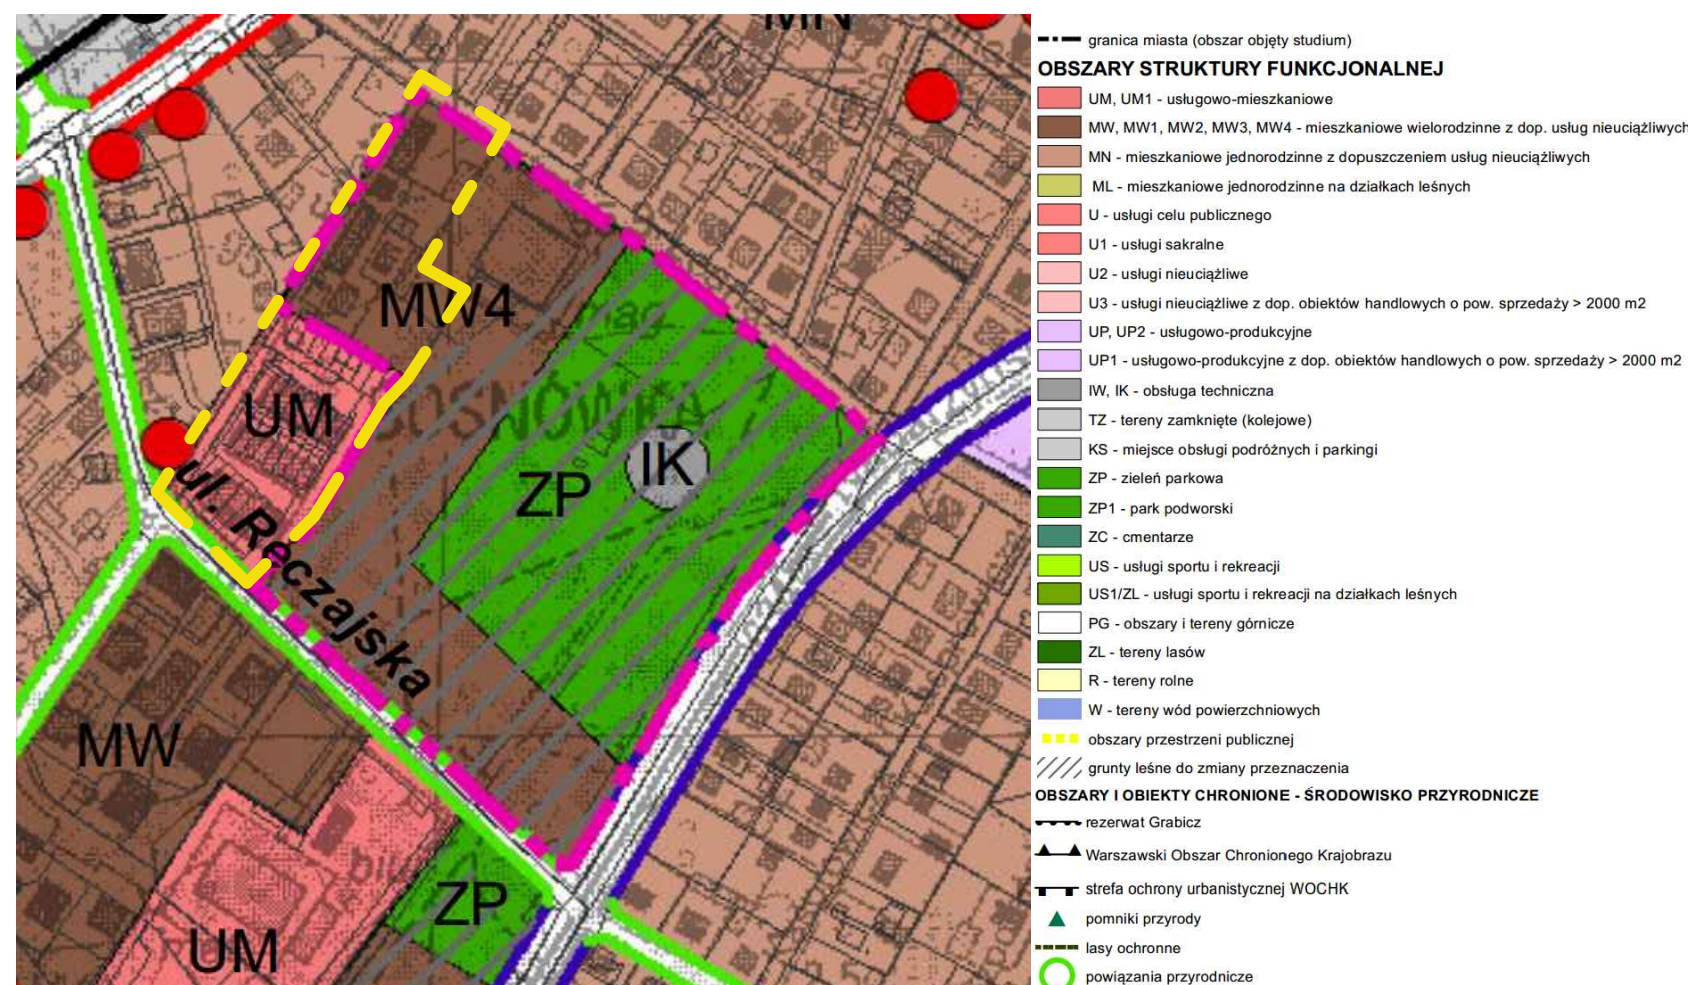 MN
MW4
UM
IK
ZP
ul. Ręczajska
MW
ZP
UM
granica miasta (obszar objęty studium)
OBSZARY STRUKTURY FUNKCJONALNEJ
UM, UM1 - usługowo-mieszkaniowe
MW, MW1, MW2, MW3, MW4 - mieszkaniowe wielorodzinne z dop. usług nieuciążliwych
MN - mieszkaniowe jednorodzinne z dopuszczeniem usług nieuciążliwych
ML - mieszkaniowe jednorodzinne na działkach leśnych
U - usługi celu publicznego
U1 - usługi sakralne
U2 - usługi nieuciążliwe
U3 - usługi nieuciążliwe z dop. obiektów handlowych o pow. sprzedaży > 2000 m2
UP, UP2 - usługowo-produkcyjne
UP1 - usługowo-produkcyjne z dop. obiektów handlowych o pow. sprzedaży > 2000 m2
IW, IK - obsługa techniczna
TZ - tereny zamknięte (kolejowe)
KS - miejsce obsługi podróżnych i parkingi
ZP - zieleń parkowa
ZP1 - park podworski
ZC - cmentarze
US - usługi sportu i rekreacji
US1/ZL - usługi sportu i rekreacji na działkach leśnych
PG - obszary i tereny górnicze
ZL - tereny lasów
R - tereny rolne
W - tereny wód powierzchniowych
obszary przestrzeni publicznej
grunty leśne do zmiany przeznaczenia
OBSZARY I OBIEKTY CHRONIONE - ŚRODOWISKO PRZYRODNICZE
rezerwat Grabicz
Warszawski Obszar Chronionego Krajobrazu
strefa ochrony urbanistycznej WOCHK
pomniki przyrody
lasy ochronne
powiązania przyrodnicze